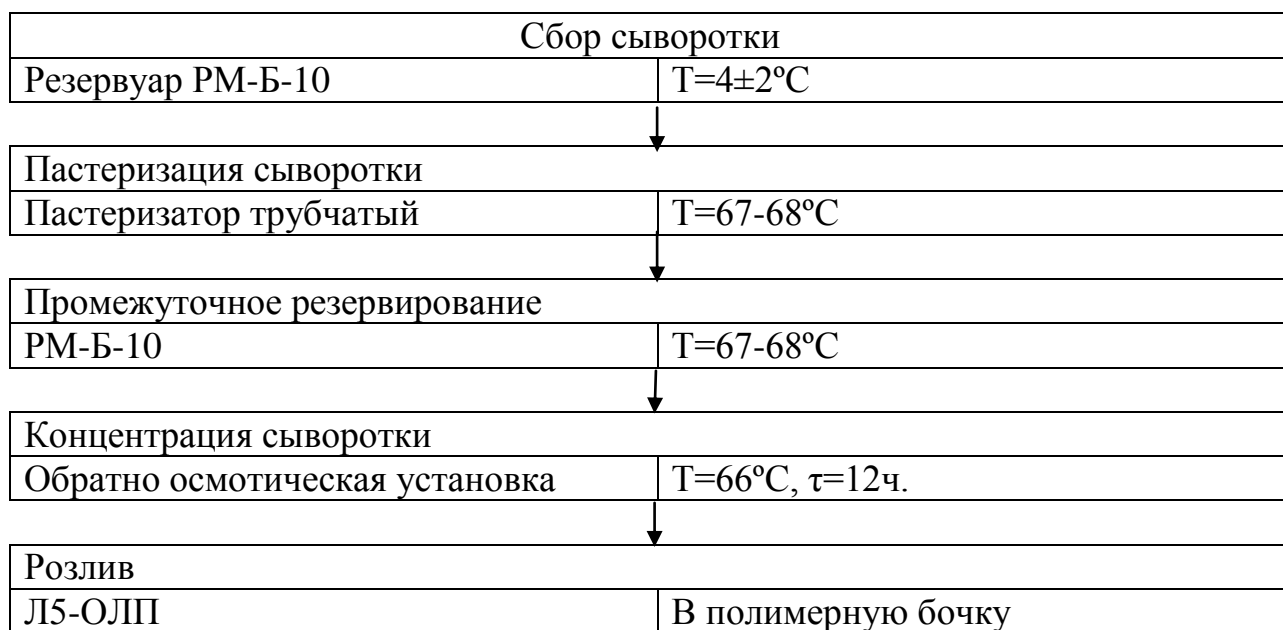 Сбор сыворотки
Резервуар РМ-Б-10 Т=4±2ºС
Пастеризация сыворотки
Пастеризатор трубчатый Т=67-68ºС
Промежуточное резервирование
РМ-Б-10 Т=67-68ºС
Концентрация сыворотки
Обратно осмотическая установка Т=66ºС, τ=12ч.
Розлив
Л5-ОЛП В полимерную бочку